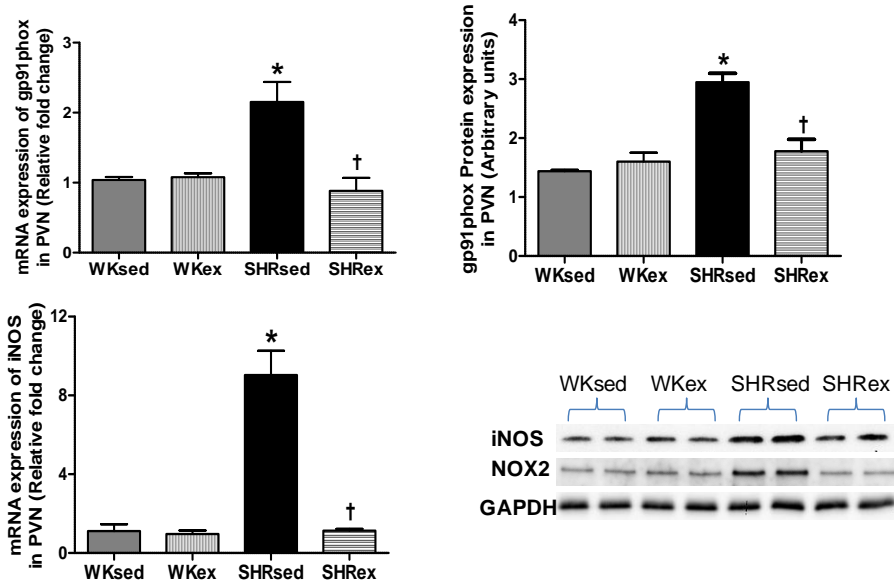 mRNA expression of gp91phox
in PVN (Relative fold change)
3
2
1
0
*
†
WKsed WKex SHRsed SHRex
gp91phox Protein expression
in PVN (Arbitrary units)
4
3
2
1
0
*
†
WKsed WKex SHRsed SHRex
mRNA expression of iNOS
in PVN (Relative fold change)
12
8
4
0
*
†
WKsed WKex SHRsed SHRex
WKsed WKex SHRsed SHRex
iNOS
NOX2
GAPDH